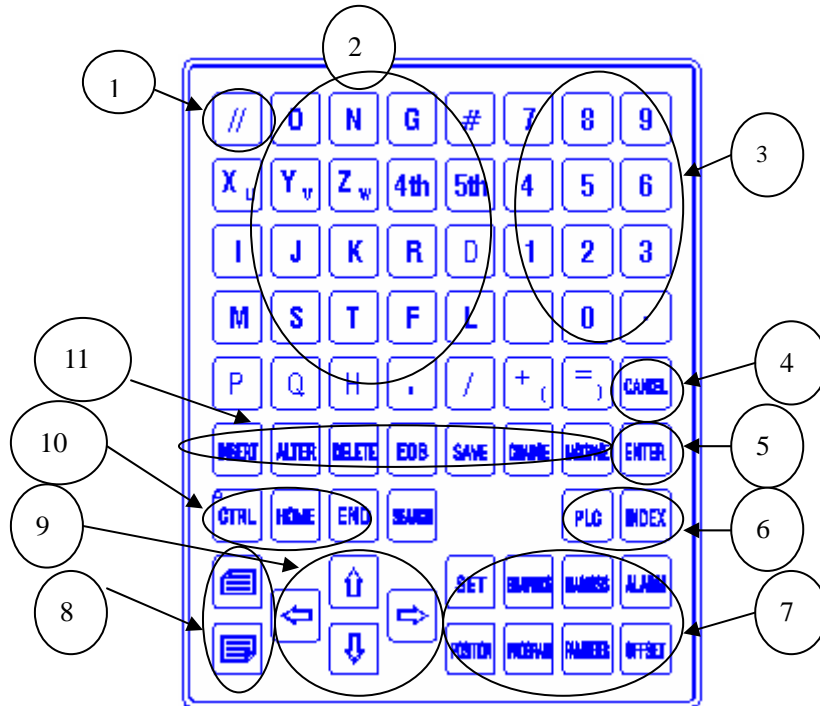 2
1
// O N G # 7 8 9
3
X U Y V Z W 4th 5th 4 5 6
I J K R D 1 2 3
M S T F L 0
11
4
P Q H . / + ( = ) CANCEL
10
INSERT ALTER DELETE EOB SAVE ENTER
5
9
CTRL HOME END SEARCH PLC INDEX
6
8
SET GRAPHICS ALARM
7
POSITION PROGRAM OFFSET